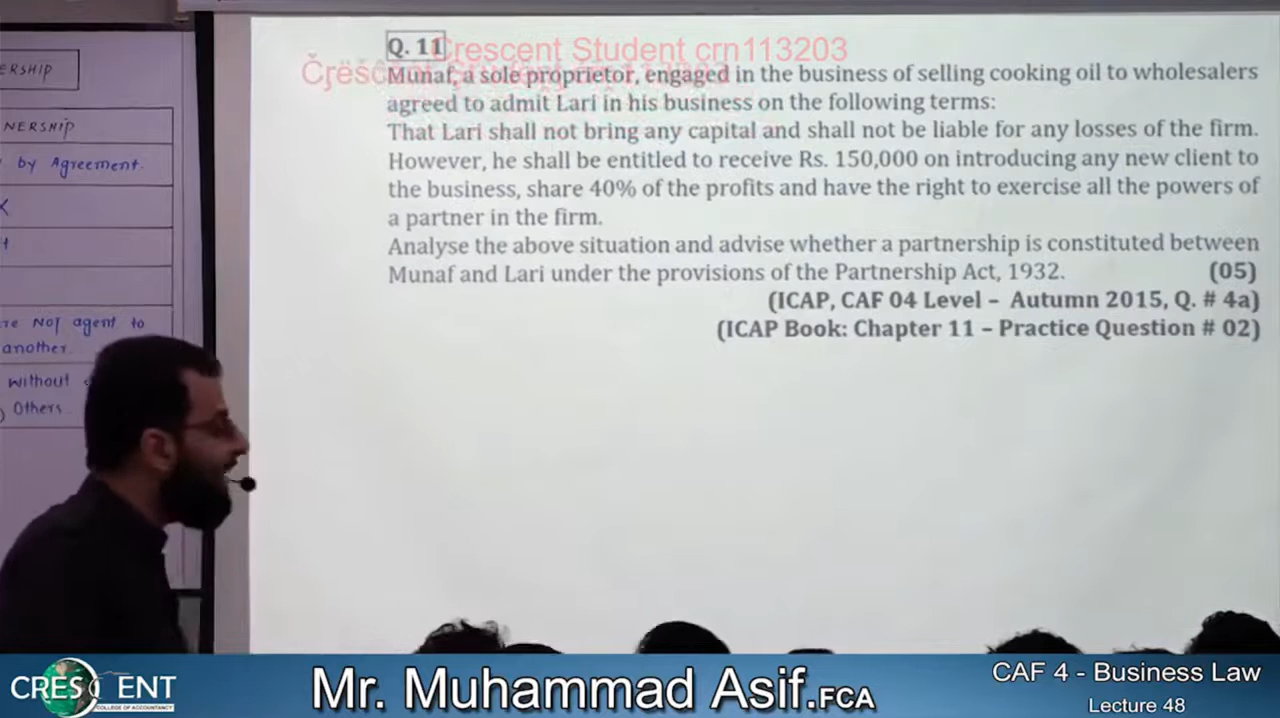 ERSHIP
NERSHIP
by Agreement.
re NOT agent to
another.
without
Others.
Q. 11
Crescent Student crn113203
Munaf, a sole proprietor, engaged in the business of selling cooking oil to wholesalers
agreed to admit Lari in his business on the following terms:
That Lari shall not bring any capital and shall not be liable for any losses of the firm.
However, he shall be entitled to receive Rs. 150,000 on introducing any new client to
the business, share 40% of the profits and have the right to exercise all the powers of
a partner in the firm.
Analyse the above situation and advise whether a partnership is constituted between
Munaf and Lari under the provisions of the Partnership Act, 1932. (05)
(ICAP, CAF 04 Level – Autumn 2015, Q. # 4a)
(ICAP Book: Chapter 11 – Practice Question # 02)
CRESCENT
COLLEGE OF ACCOUNTANCY
Mr. Muhammad Asif.FCA
CAF 4 - Business Law
Lecture 48